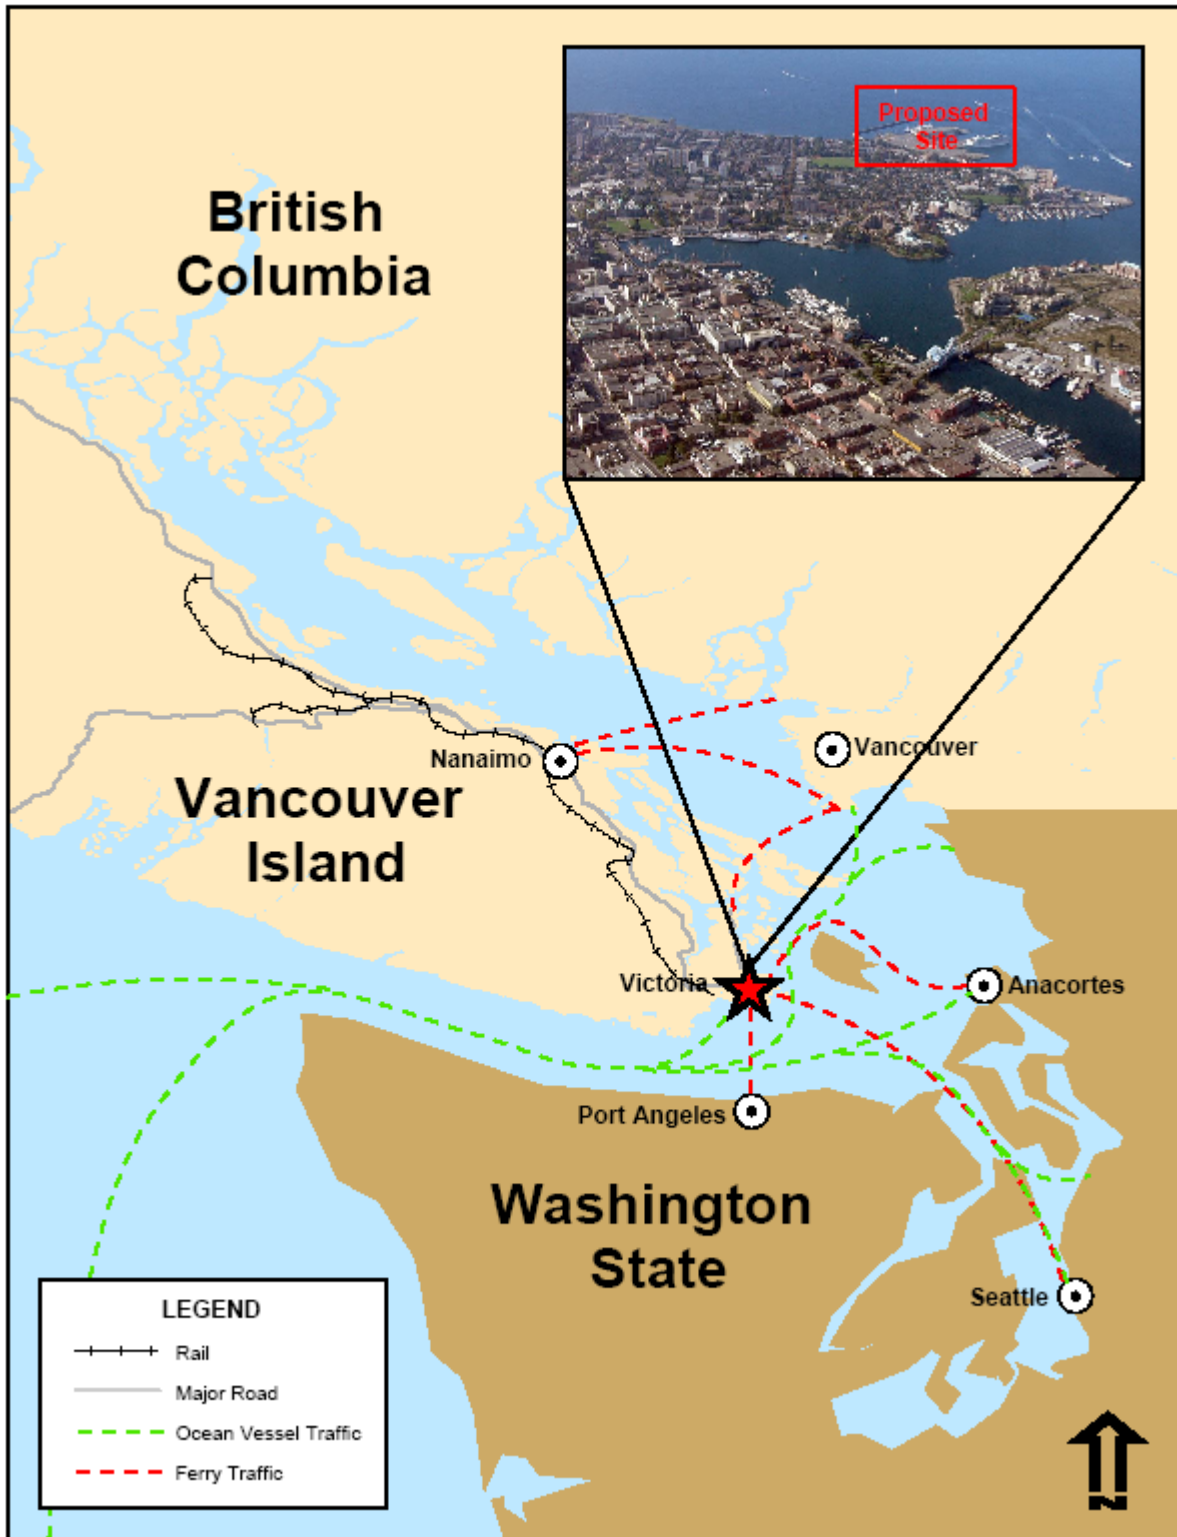 Proposed
Site
British
Columbia
Vancouver
Nanaimo
Vancouver
Island
Victoria
Anacortes
Port Angeles
Washington
State
Seattle
LEGEND
Rail
Major Road
Ocean Vessel Traffic
Ferry Traffic
N